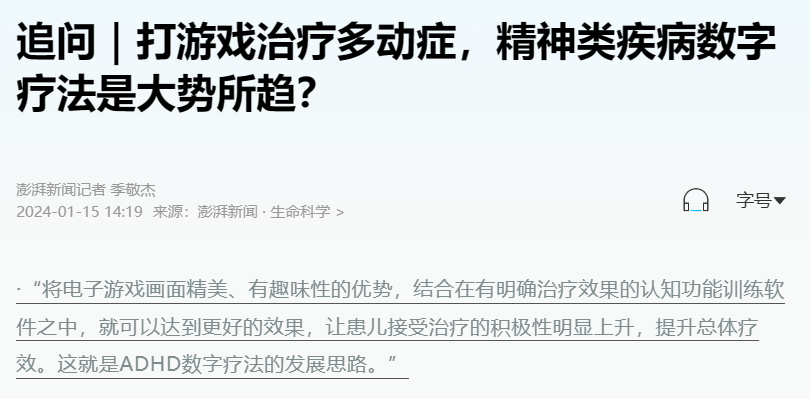 追问｜打游戏治疗多动症，精神类疾病数字
疗法是大势所趋？
澎湃新闻记者 季敬杰
2024-01-15 14:19 来源：澎湃新闻 · 生命科学 >
字号▾
·“将电子游戏画面精美、有趣味性的优势，结合在有明确治疗效果的认知功能训练软
件之中，就可以达到更好的效果，让患儿接受治疗的积极性明显上升，提升总体疗
效。这就是ADHD数字疗法的发展思路。”